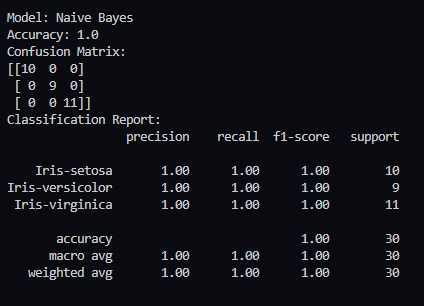 Model: Naive Bayes
Accuracy: 1.0
Confusion Matrix:
[[10  0  0]
 [ 0  9  0]
 [ 0  0 11]]
Classification Report:
                 precision    recall  f1-score   support

    Iris-setosa       1.00      1.00      1.00        10
Iris-versicolor       1.00      1.00      1.00         9
 Iris-virginica       1.00      1.00      1.00        11

       accuracy                           1.00        30
      macro avg       1.00      1.00      1.00        30
   weighted avg       1.00      1.00      1.00        30